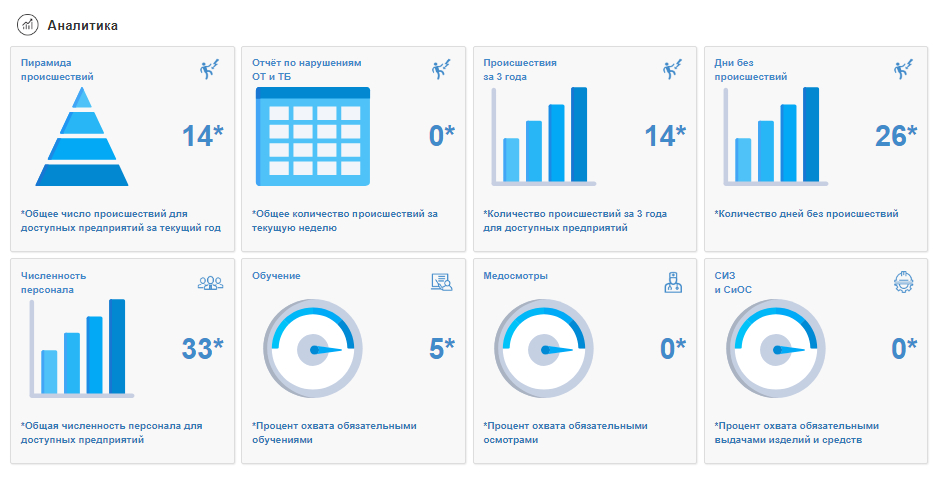 Аналитика
Пирамида
происшествий
14*
*Общее число происшествий для
доступных предприятий за текущий год
Отчёт по нарушениям
ОТ и ТБ
0*
*Общее количество происшествий за
текущую неделю
Происшествия
за 3 года
14*
*Количество происшествий за 3 года
для доступных предприятий
Дни без
происшествий
26*
*Количество дней без происшествий
Численность
персонала
33*
*Общая численность персонала для
доступных предприятий
Обучение
5*
*Процент охвата обязательными
обучениями
Медосмотры
0*
*Процент охвата обязательными
осмотрами
СИЗ
и СиОС
0*
*Процент охвата обязательными
выдачами изделий и средств